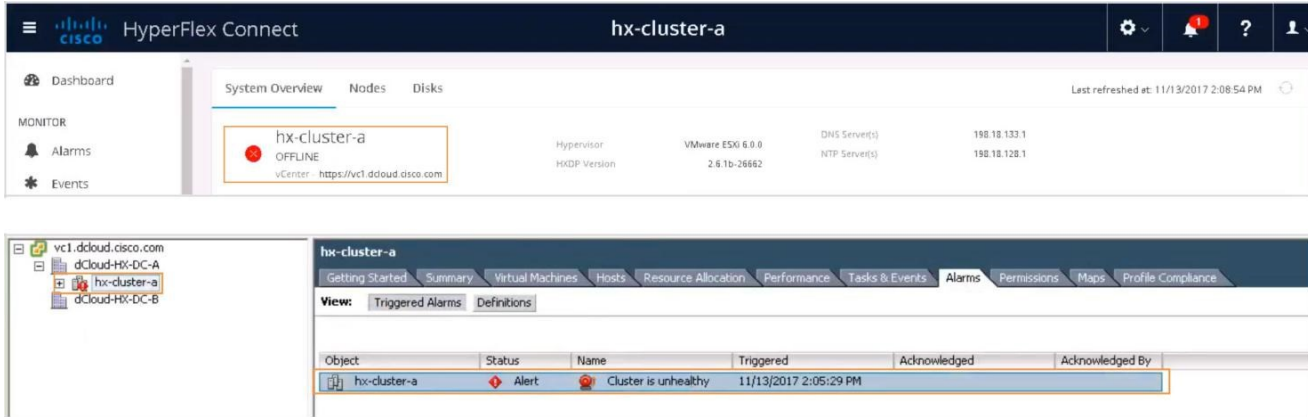 CISCO HyperFlex Connect hx-cluster-a 1 ?
Dashboard System Overview Nodes Disks Last refreshed at: 11/13/2017 2:08:54 PM
MONITOR
Alarms
Events
hx-cluster-a
OFFLINE
vCenter - https://vc1.dcloud.cisco.com
Hypervisor VMware ESXi 6.0.0
HXDP Version 2.6.1b-26662
DNS Server(s) 198.18.133.1
NTP Server(s) 198.18.128.1
vc1.dcloud.cisco.com
dCloud-HX-DC-A
hx-cluster-a
dCloud-HX-DC-B
hx-cluster-a
Getting Started Summary Virtual Machines Hosts Resource Allocation Performance Tasks & Events Alarms Permissions Maps Profile Compliance
View: Triggered Alarms Definitions
Object Status Name Triggered Acknowledged Acknowledged By
hx-cluster-a Alert Cluster is unhealthy 11/13/2017 2:05:29 PM